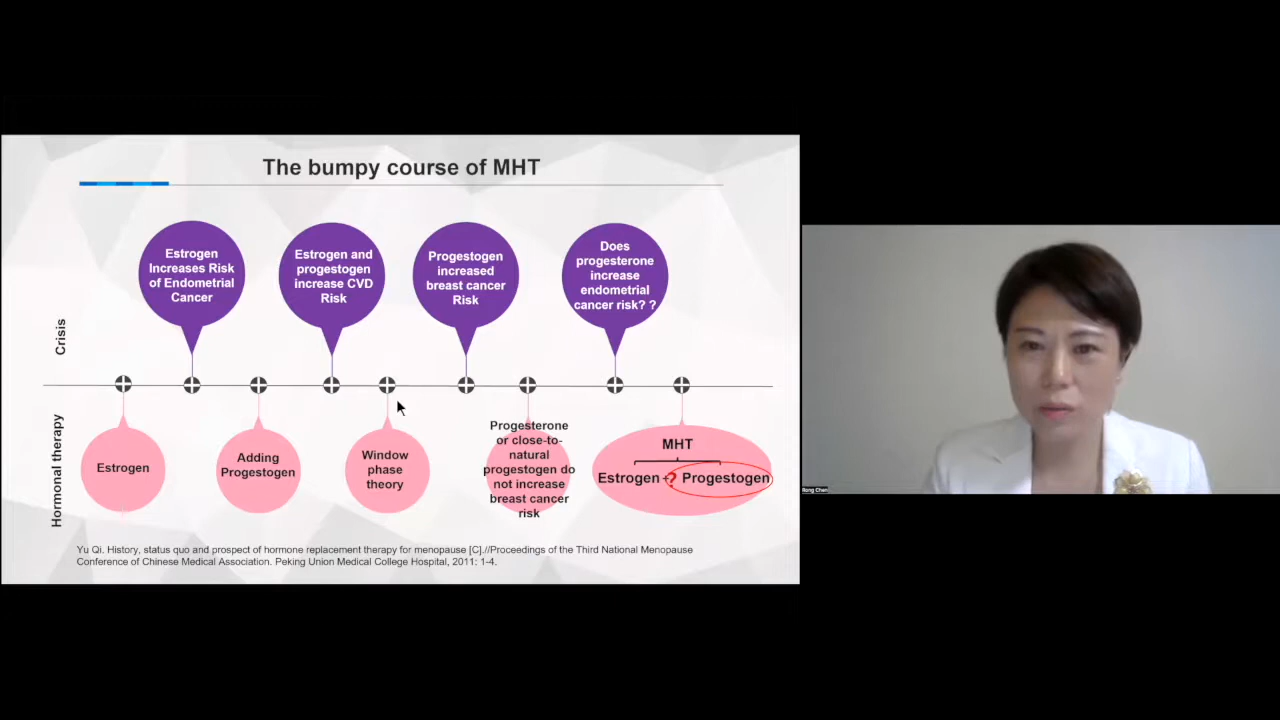 The bumpy course of MHT
Estrogen
Increases Risk
of Endometrial
Cancer
Estrogen and
progestogen
increase CVD
Risk
Progestogen
increased
breast cancer
Risk
Does
progesterone
increase
endometrial
cancer risk? ?
Crisis
Hormonal therapy
Estrogen
Adding
Progestogen
Window
phase
theory
Progesterone
or close-to-
natural
progestogen do
not increase
breast cancer
risk
MHT
Estrogen + ? Progestogen
Yu Qi. History, status quo and prospect of hormone replacement therapy for menopause [C].//Proceedings of the Third National Menopause
Conference of Chinese Medical Association. Peking Union Medical College Hospital, 2011: 1-4.
Rong Chen